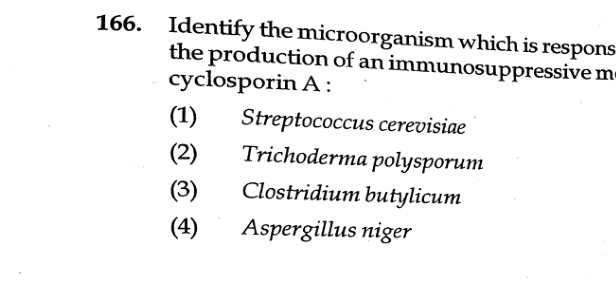 166. Identify the microorganism which is respons
the production of an immunosuppressive m
cyclosporin A :
(1) Streptococcus cerevisiae
(2) Trichoderma polysporum
(3) Clostridium butylicum
(4) Aspergillus niger